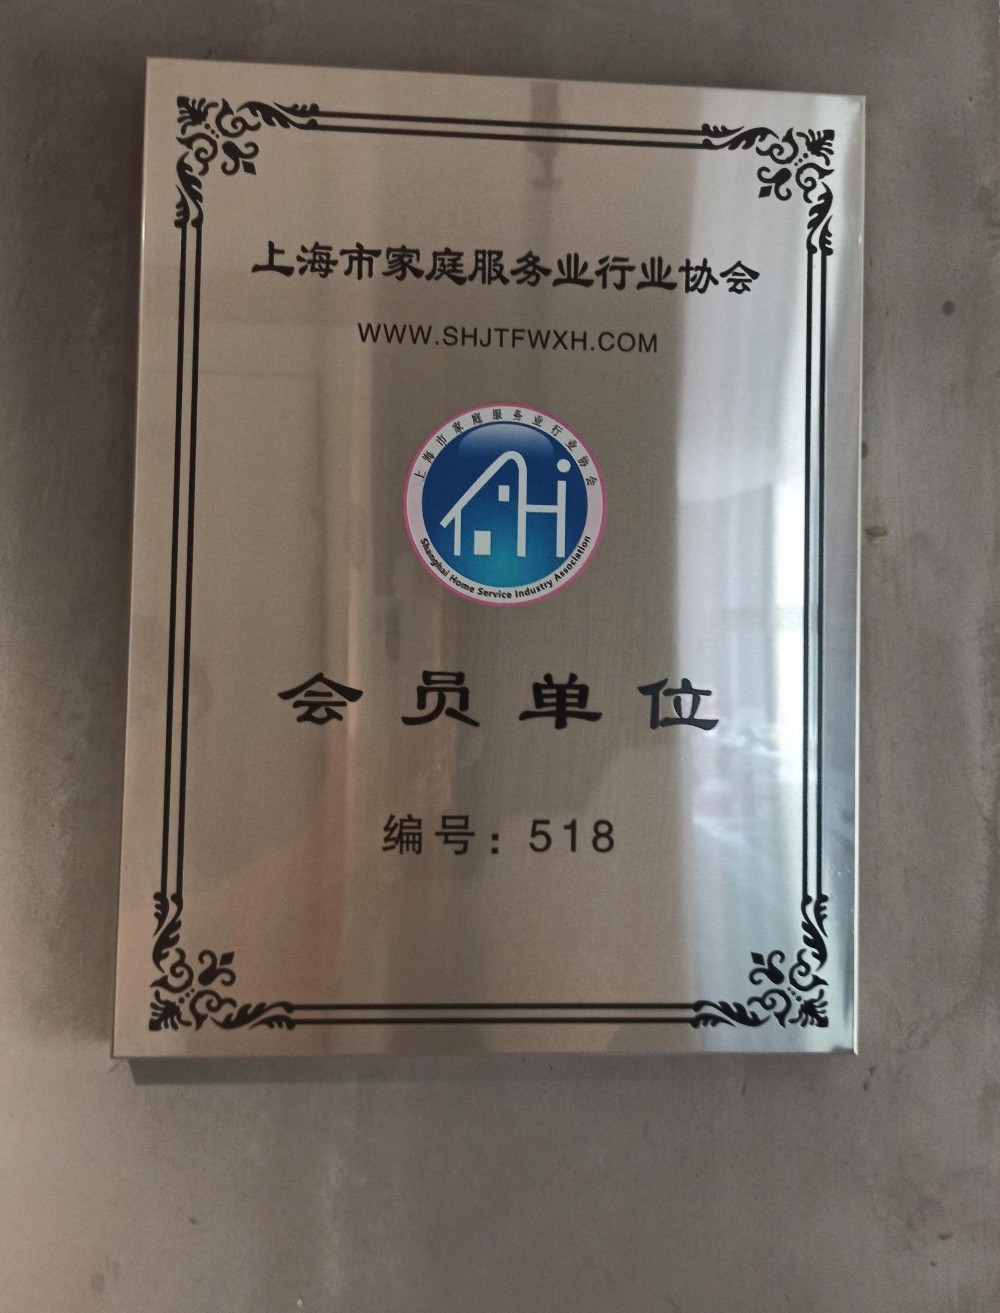 上海市家庭服务业行业协会
WWW.SHJTFWXH.COM
上海市家庭服务业行业协会
Shanghai Home Service Industry Association
会员单位
编号：518